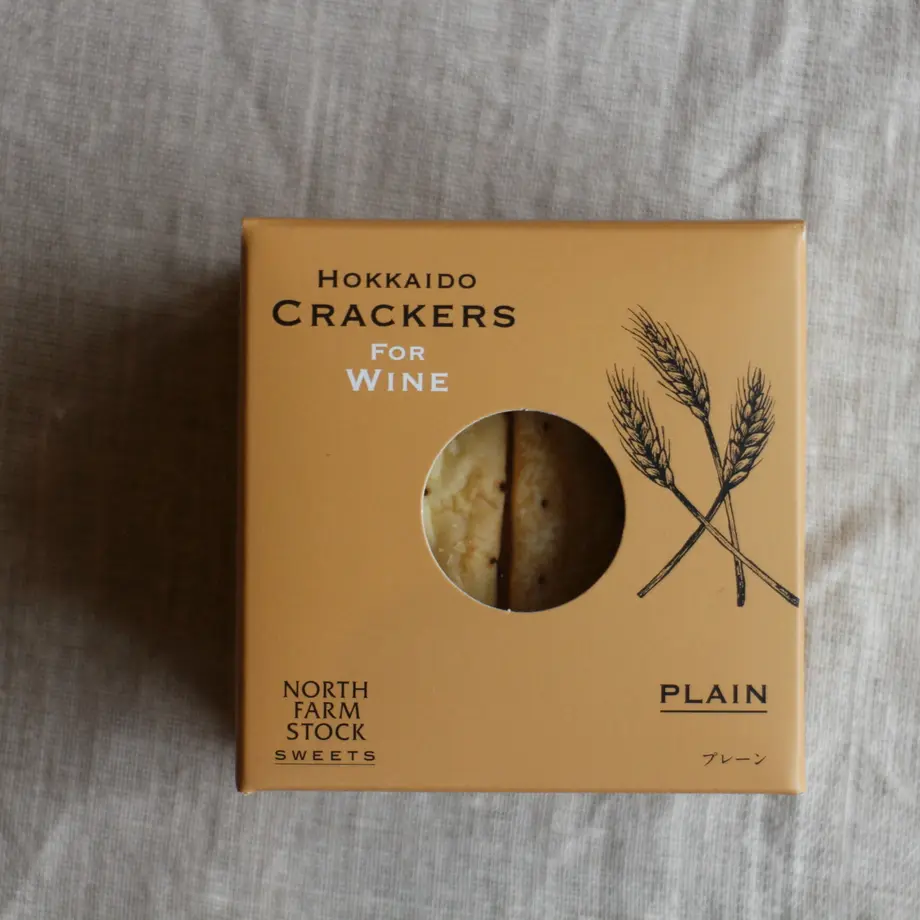 HOKKAIDO
CRACKERS
FOR
WINE
NORTH
FARM
STOCK
SWEETS
PLAIN
プレーン